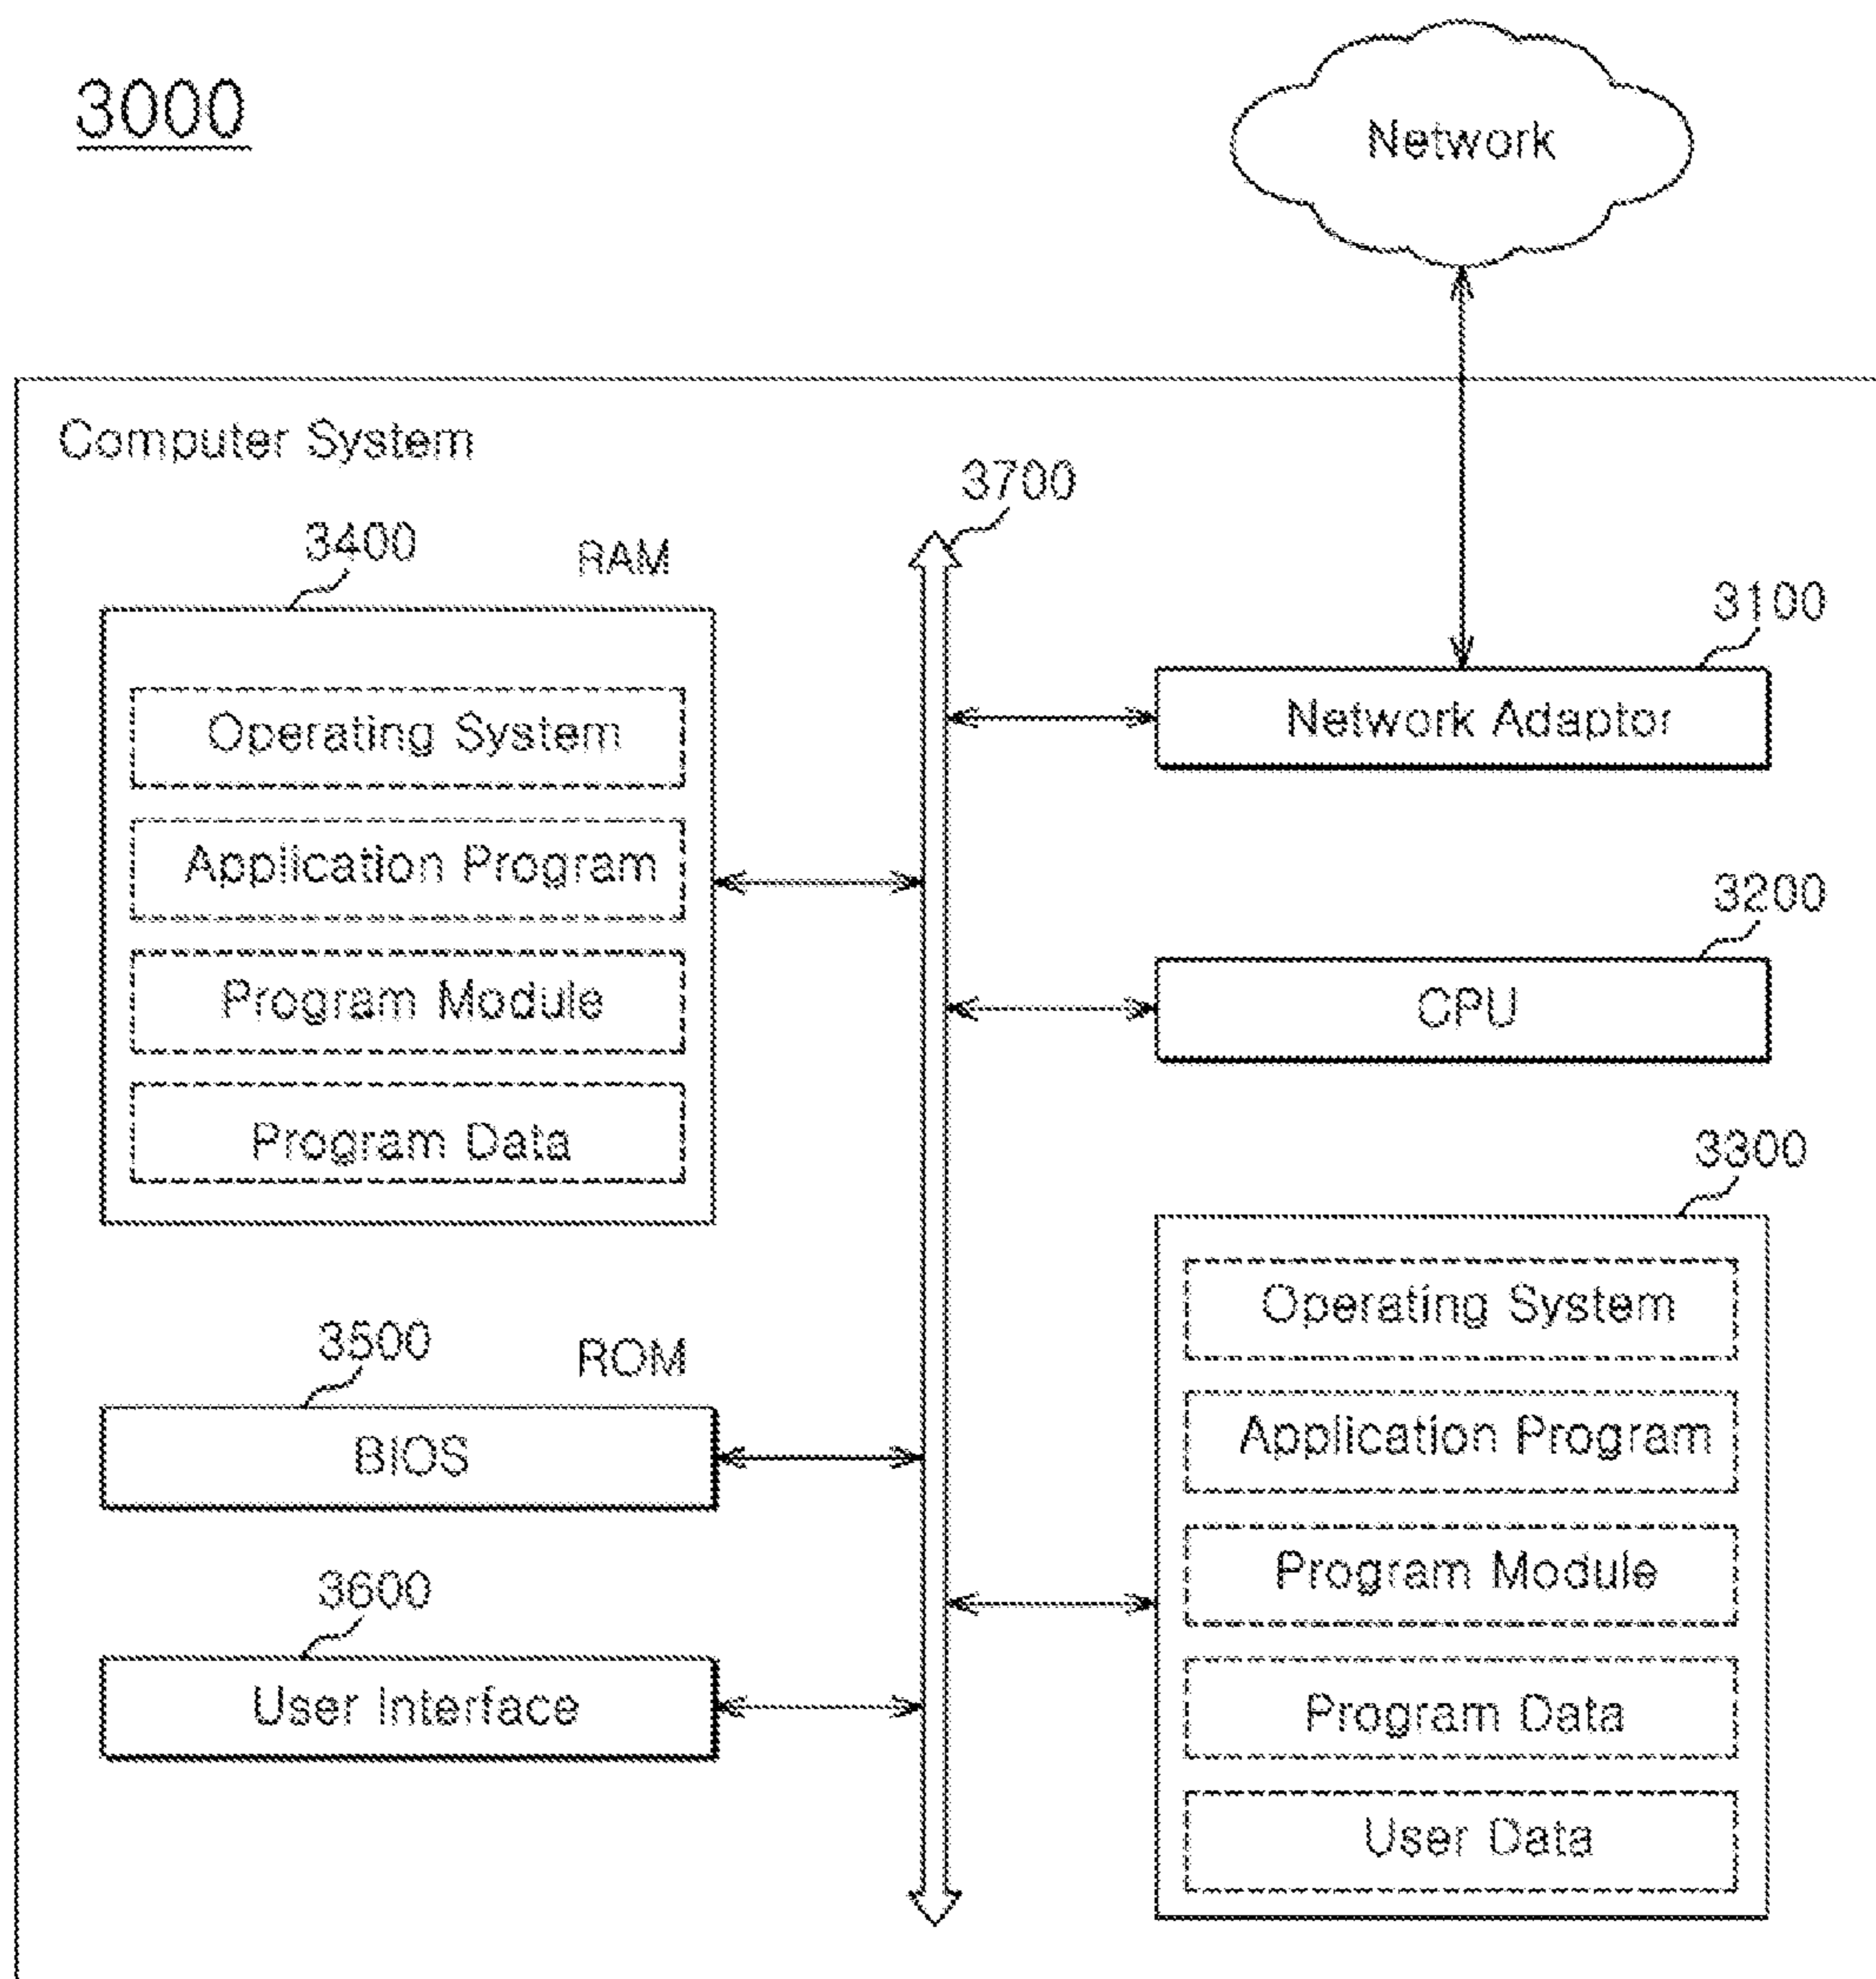 3000
Network
Computer System
3700
3400
RAM
Operating System
Application Program
Program Module
Program Data
3500
ROM
BIOS
3600
User Interface
3100
Network Adaptor
3200
CPU
3300
Operating System
Application Program
Program Module
Program Data
User Data